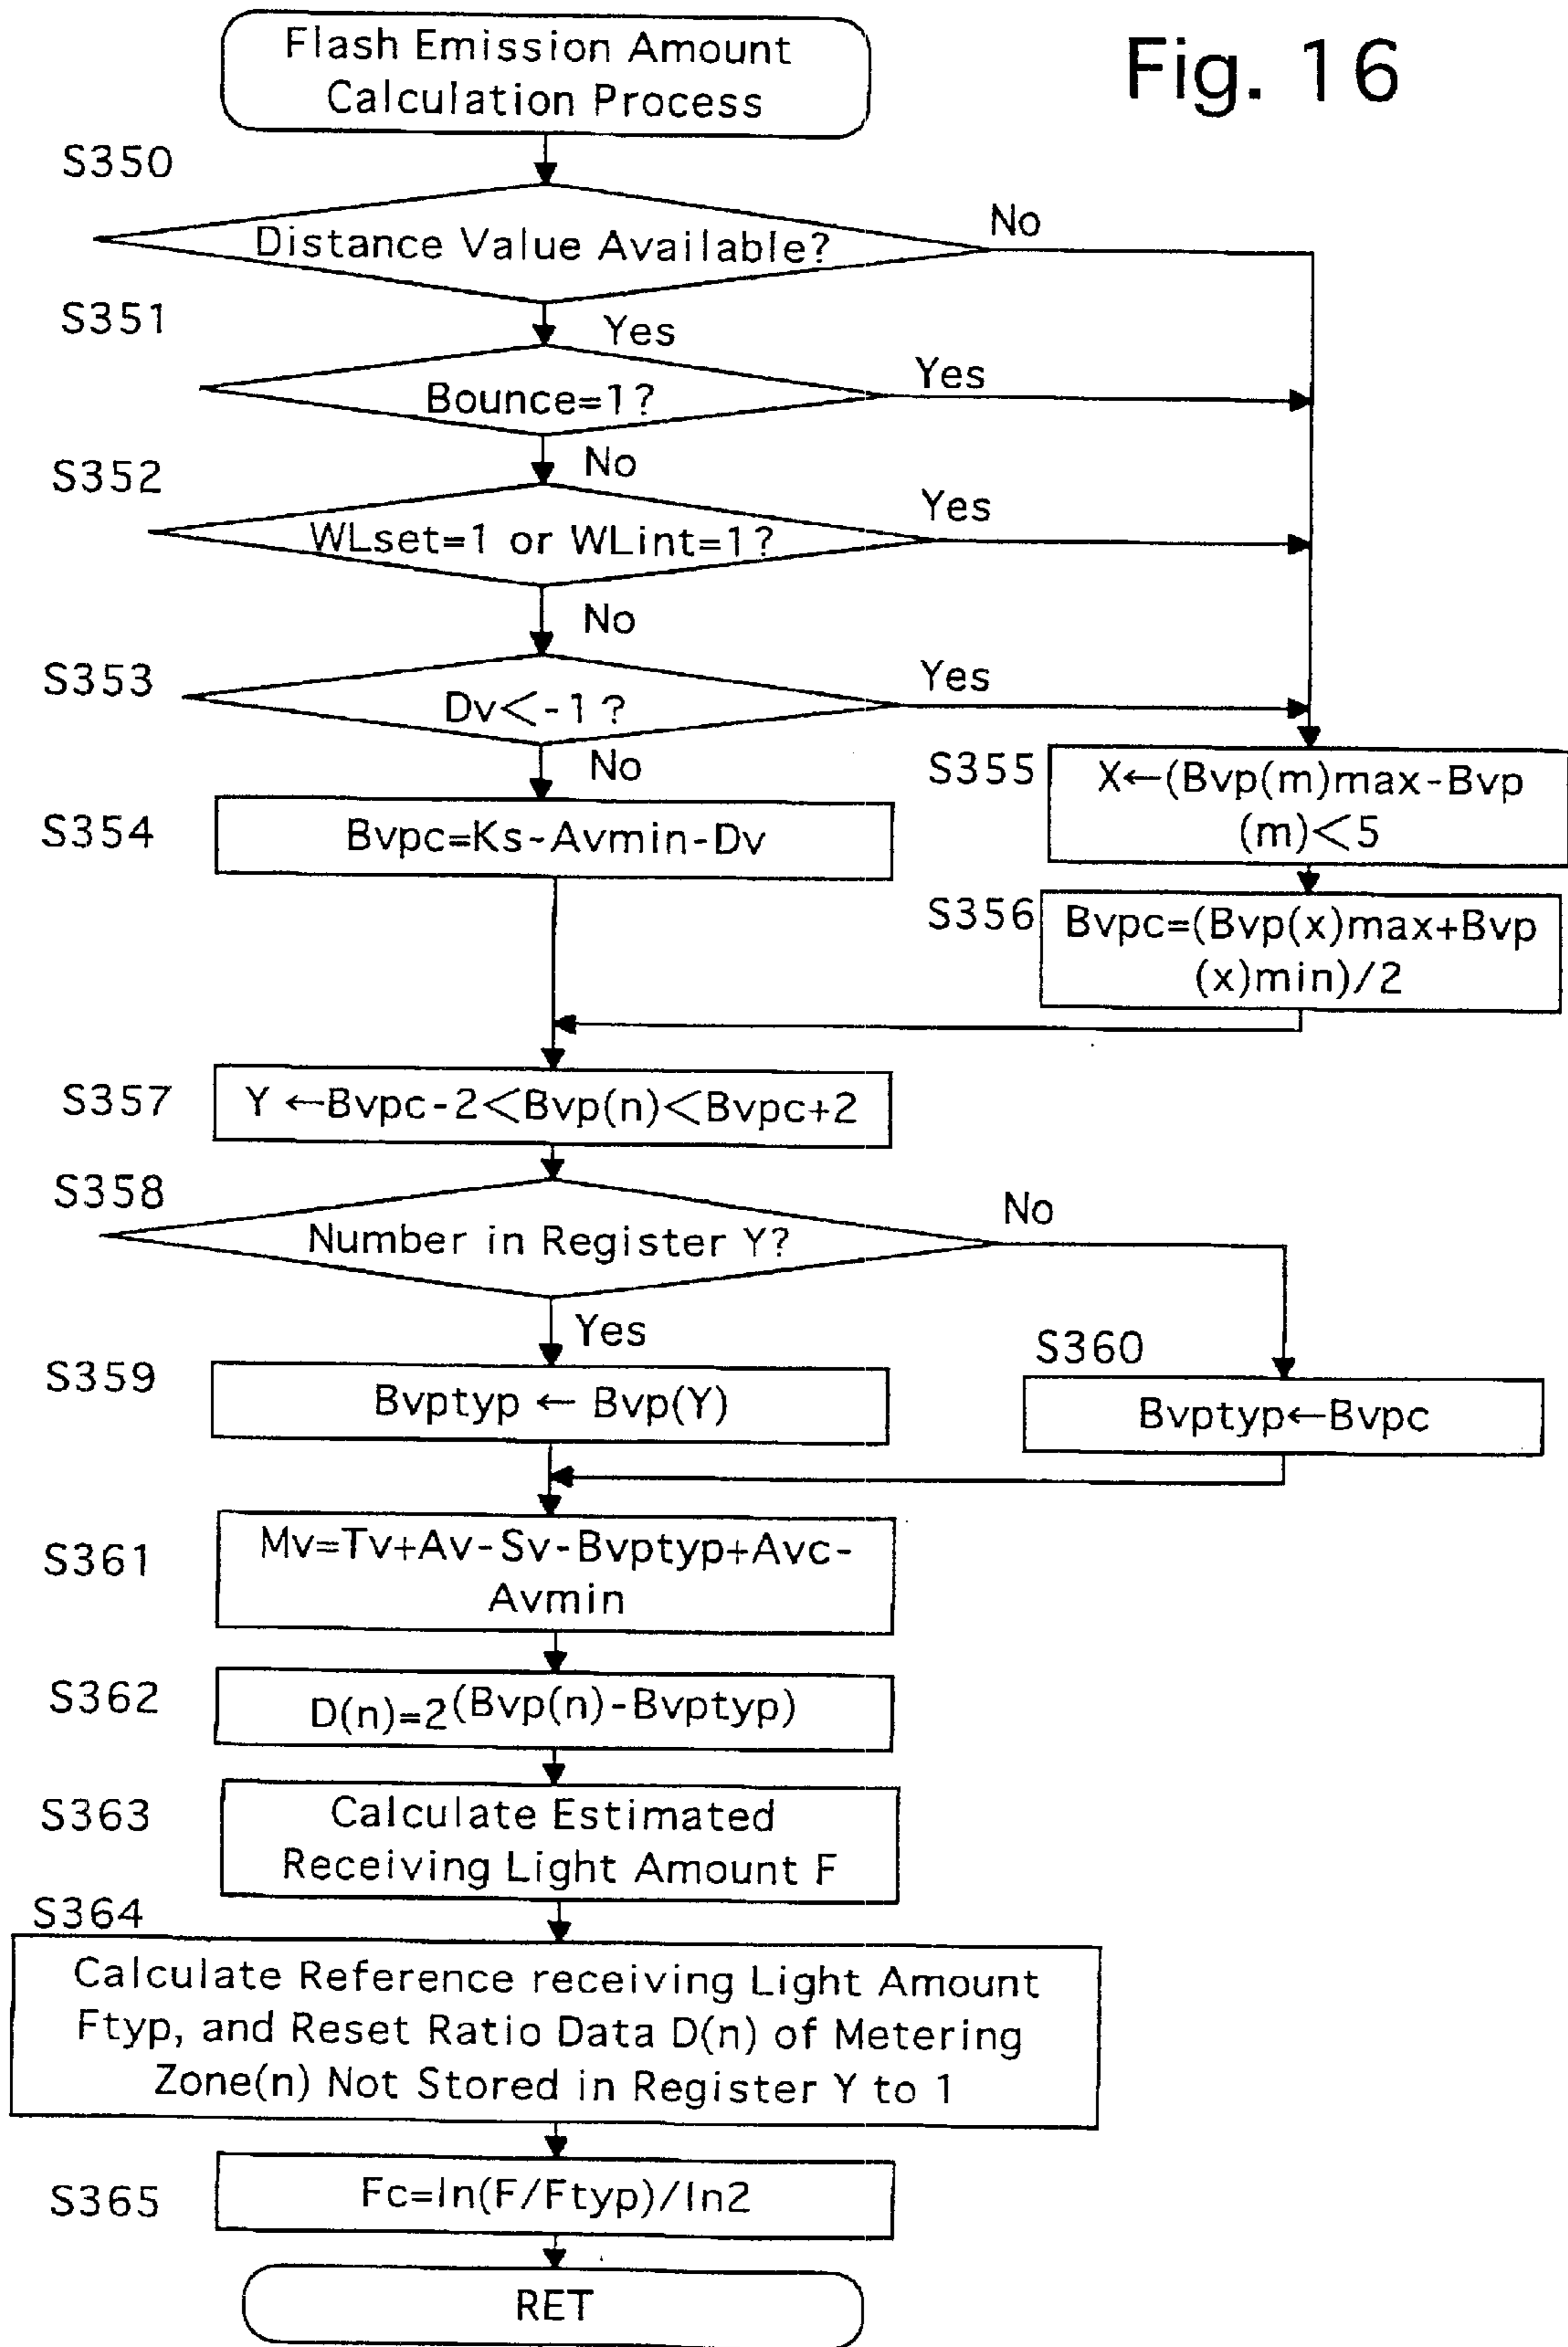 Fig. 16
Flash Emission Amount
Calculation Process
S350
Distance Value Available?
No
S351
Yes
Bounce=1?
Yes
S352
No
WLset=1 or WLint=1?
Yes
No
S353
Dv<-1?
Yes
No
S354
Bvpc=Ks-Avmin-Dv
S355
X←(Bvp(m)max-Bvp
(m)<5
S356
Bvpc=(Bvp(x)max+Bvp
(x)min)/2
S357
Y ←Bvpc-2<Bvp(n)<Bvpc+2
S358
Number in Register Y?
No
Yes
S359
Bvptyp ← Bvp(Y)
S360
Bvptyp←Bvpc
S361
Mv=Tv+Av-Sv-Bvptyp+Avc-
Avmin
S362
D(n)=2(Bvp(n)-Bvptyp)
S363
Calculate Estimated
Receiving Light Amount F
S364
Calculate Reference receiving Light Amount
Ftyp, and Reset Ratio Data D(n) of Metering
Zone(n) Not Stored in Register Y to 1
S365
Fc=ln(F/Ftyp)/ln2
RET